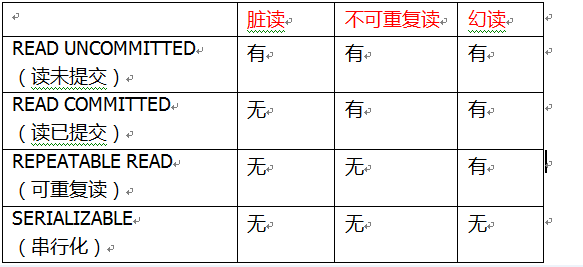 脏读 不可重复读 幻读
READ UNCOMMITTED
（读未提交） 有 有 有
READ COMMITTED
（读已提交） 无 有 有
REPEATABLE READ
（可重复读） 无 无 有
SERIALIZABLE
（串行化） 无 无 无